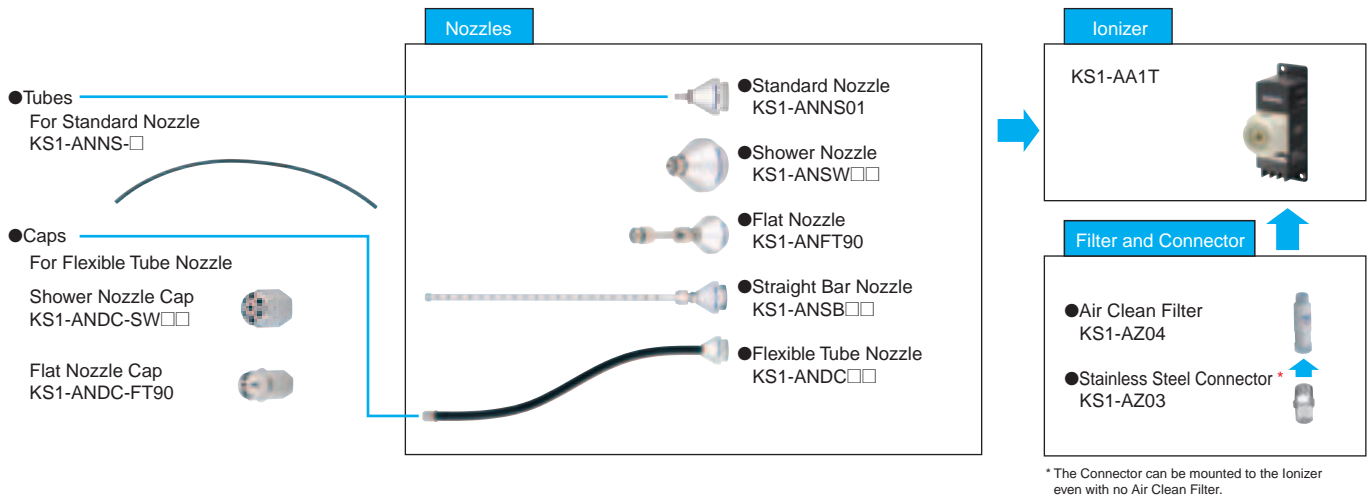 ●Tubes
For Standard Nozzle
KS1-ANNS-□
●Caps
For Flexible Tube Nozzle
Shower Nozzle Cap
KS1-ANDC-SW□□
Flat Nozzle Cap
KS1-ANDC-FT90
Nozzles
●Standard Nozzle
KS1-ANNS01
●Shower Nozzle
KS1-ANSW□□
●Flat Nozzle
KS1-ANFT90
●Straight Bar Nozzle
KS1-ANSB□□
●Flexible Tube Nozzle
KS1-ANDC□□
Ionizer
KS1-AA1T
Filter and Connector
●Air Clean Filter
KS1-AZ04
●Stainless Steel Connector *
KS1-AZ03
* The Connector can be mounted to the Ionizer
even with no Air Clean Filter.